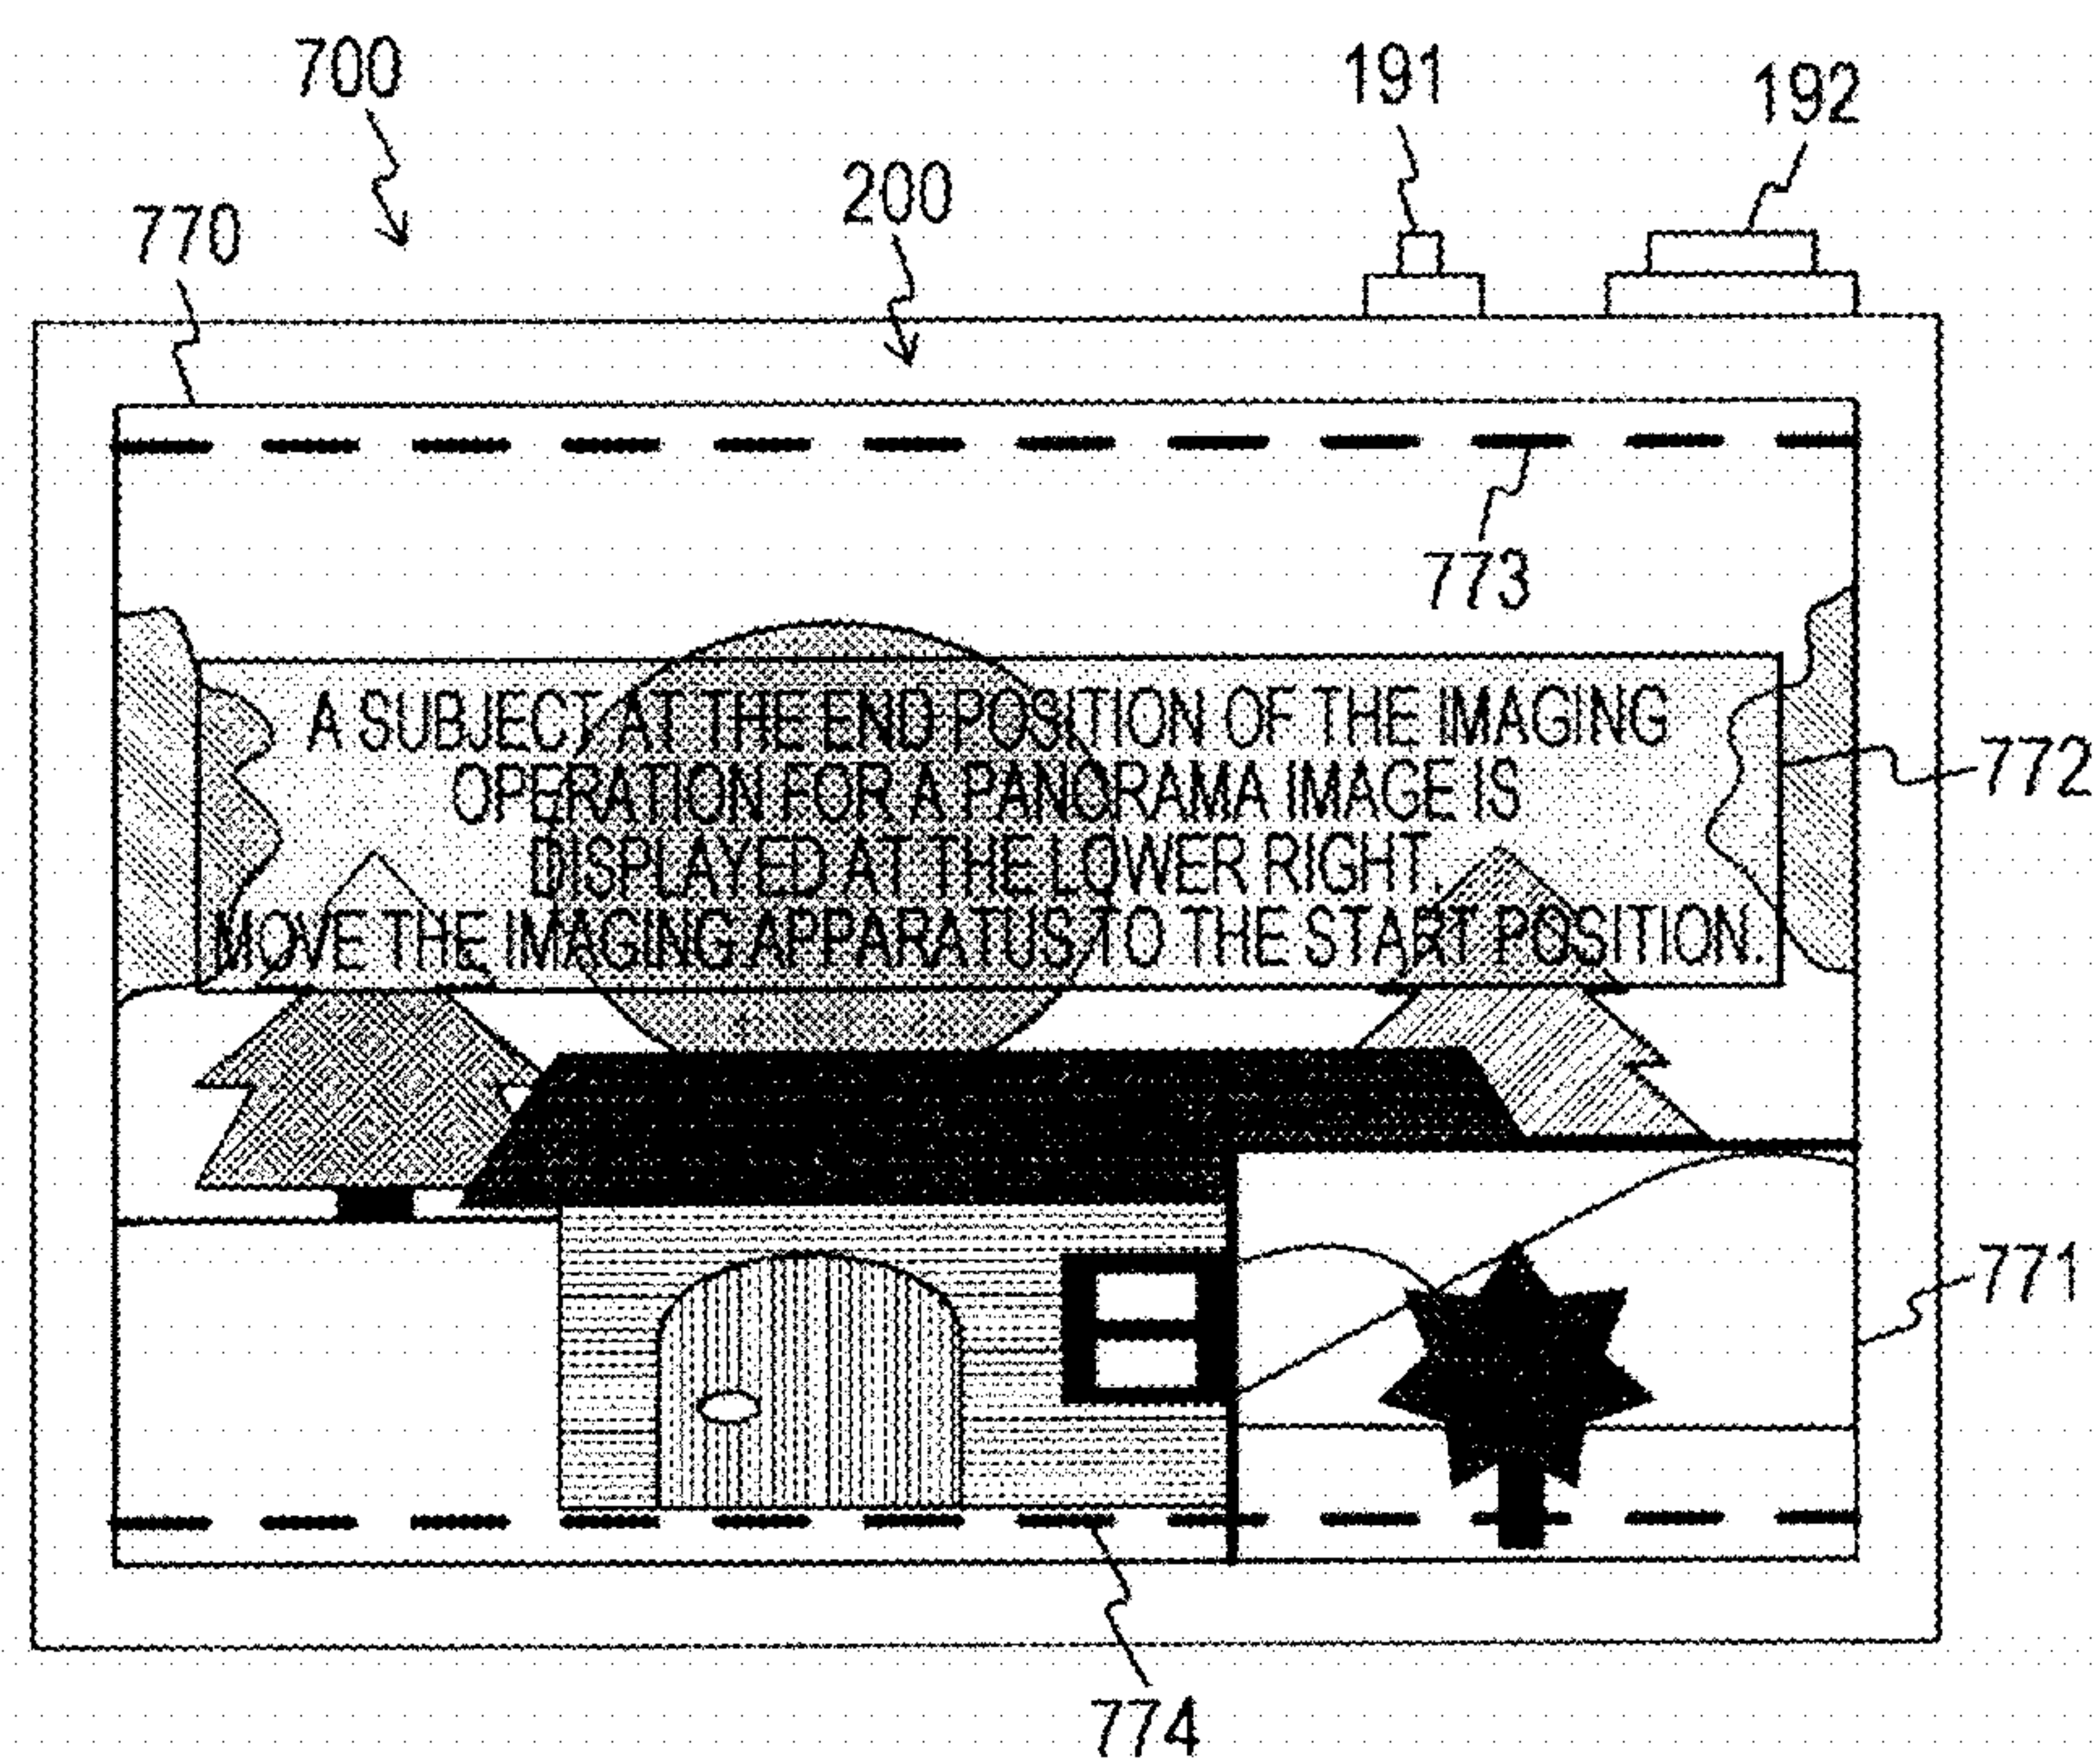 700
191
192
200
770
773
A SUBJECT AT THE END POSITION OF THE IMAGING
OPERATION FOR A PANORAMA IMAGE IS
DISPLAYED AT THE LOWER RIGHT.
MOVE THE IMAGING APPARATUS TO THE START POSITION.
772
771
774